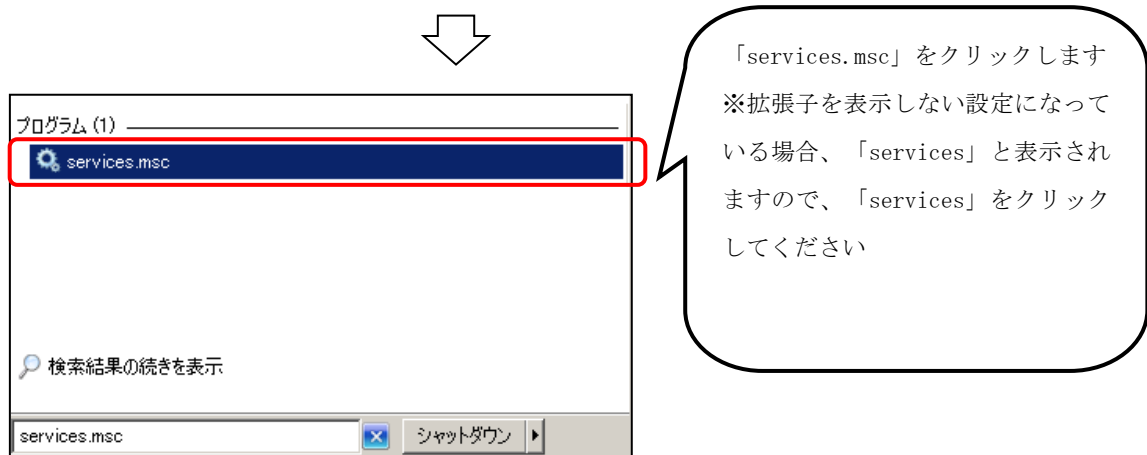 「services.msc」をクリックします
※拡張子を表示しない設定になって
いる場合、「services」と表示され
ますので、「services」をクリック
してください
プログラム (1)
services.msc
検索結果の続きを表示
services.msc
シャットダウン